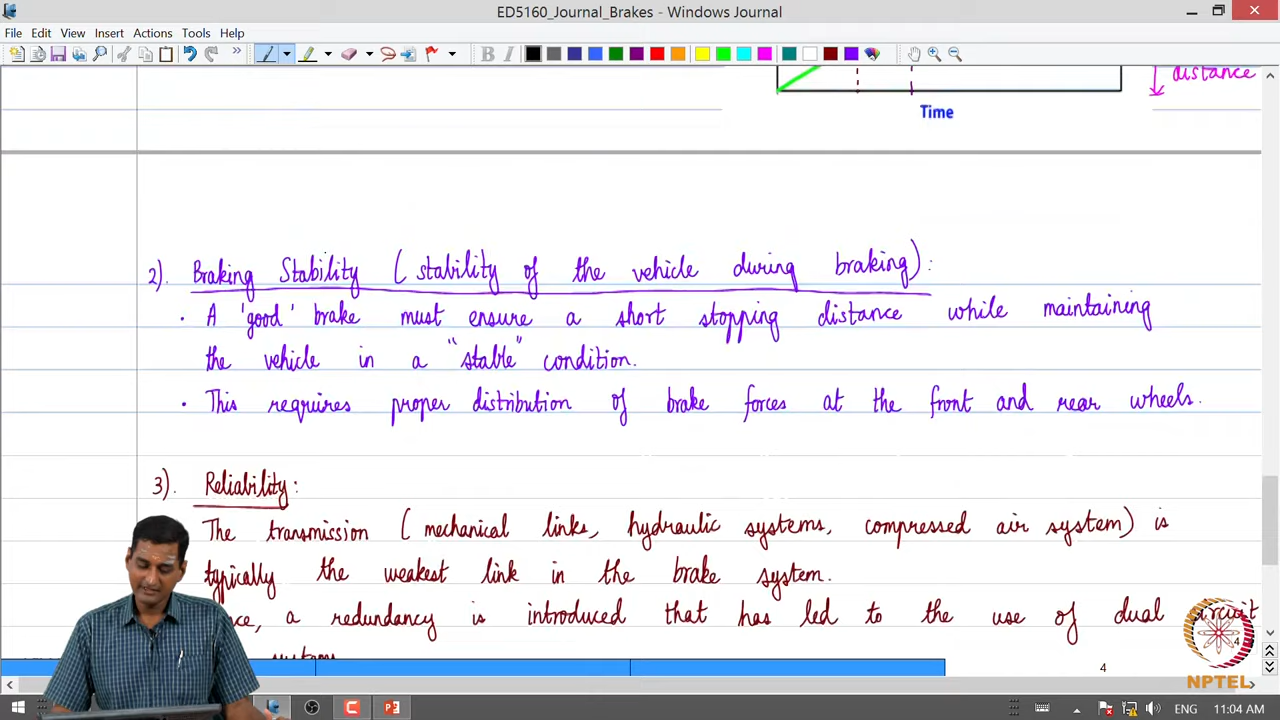 ED5160_Journal_Brakes - Windows Journal
File Edit View Insert Actions Tools Help
B I
distance
Time
2). Braking Stability (stability of the vehicle during braking):
· A 'good' brake must ensure a short stopping distance while maintaining
the vehicle in a "stable" condition.
· This requires proper distribution of brake forces at the front and rear wheels.
3). Reliability:
The transmission (mechanical links, hydraulic systems, compressed air system) is
typically the weakest link in the brake system.
a redundancy is introduced that has led to the use of dual circuit
4
4
NPTEL
ENG 11:04 AM